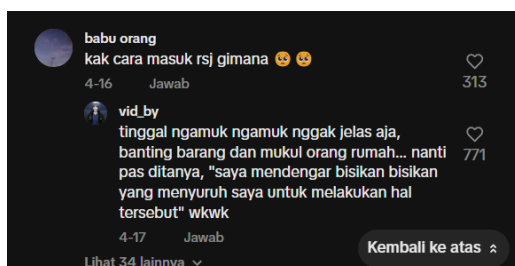 babu orang
kak cara masuk rsj gimana 🥺 🥺
4-16 Jawab
313
vid_by
tinggal ngamuk ngamuk nggak jelas aja,
banting barang dan mukul orang rumah... nanti
pas ditanya, "saya mendengar bisikan bisikan
yang menyuruh saya untuk melakukan hal
tersebut" wkwk
771
4-17 Jawab
Lihat 34 lainnya
Kembali ke atas